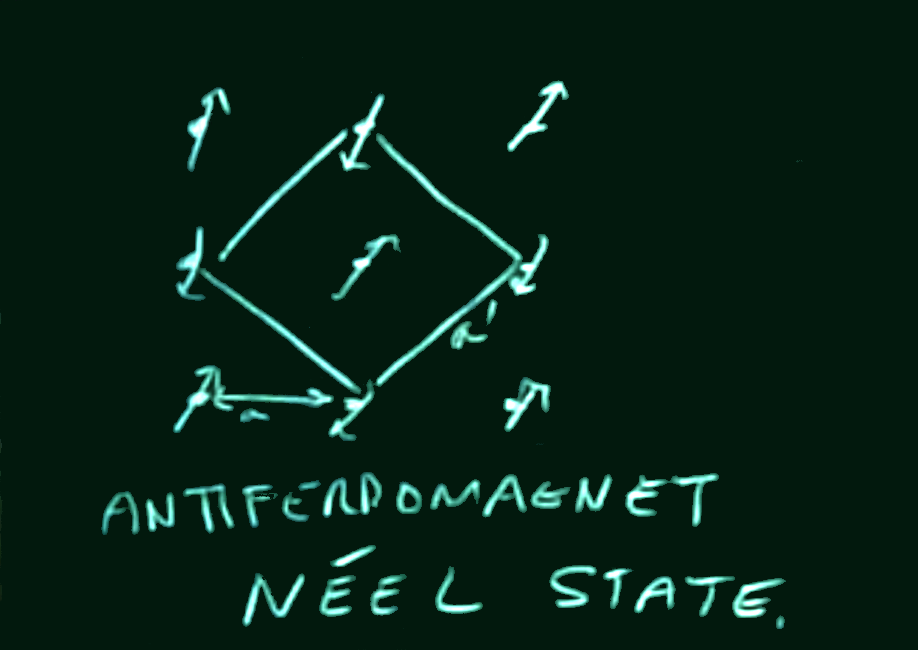 a'
a
ANTIFERROMAGNET
NÉEL STATE.